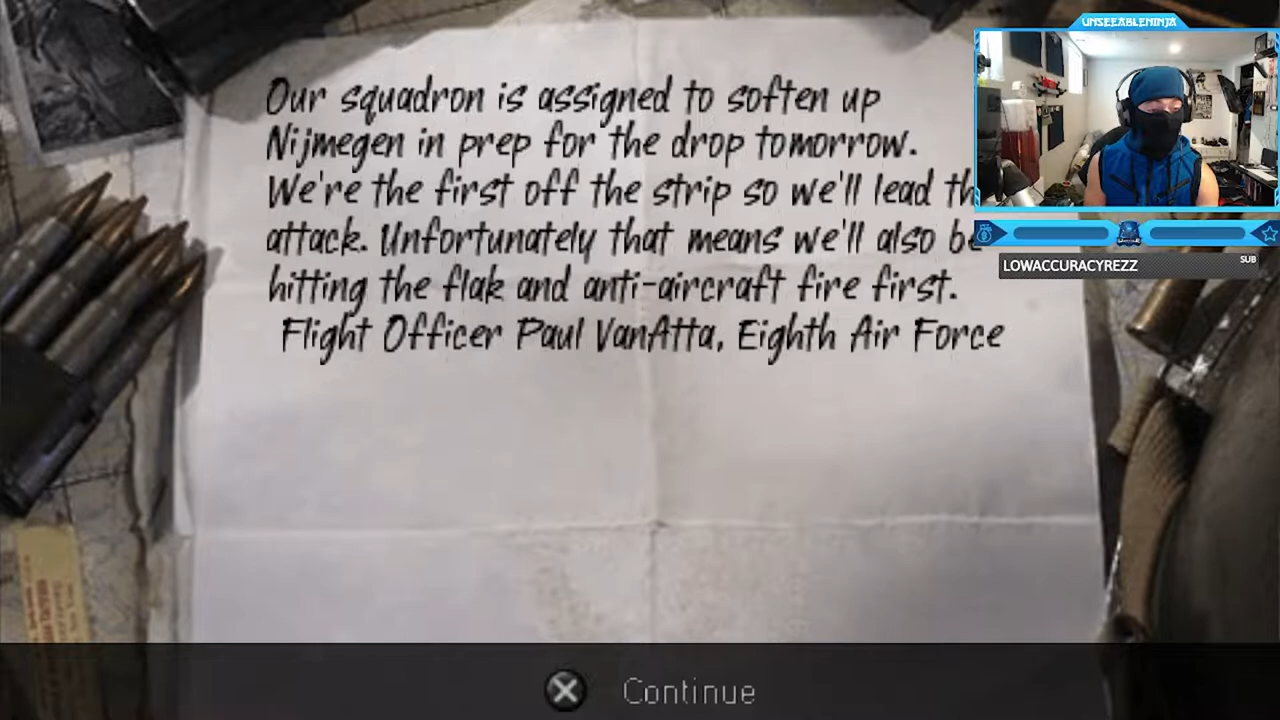 Our squadron is assigned to soften up
Nijmegen in prep for the drop tomorrow.
We're the first off the strip so we'll lead th
attack. Unfortunately that means we'll also be
hitting the flak and anti-aircraft fire first.
Flight Officer Paul VanAtta, Eighth Air Force
Continue
UNSEEABLENINJA
LOWACCURACYREZZ
SUB